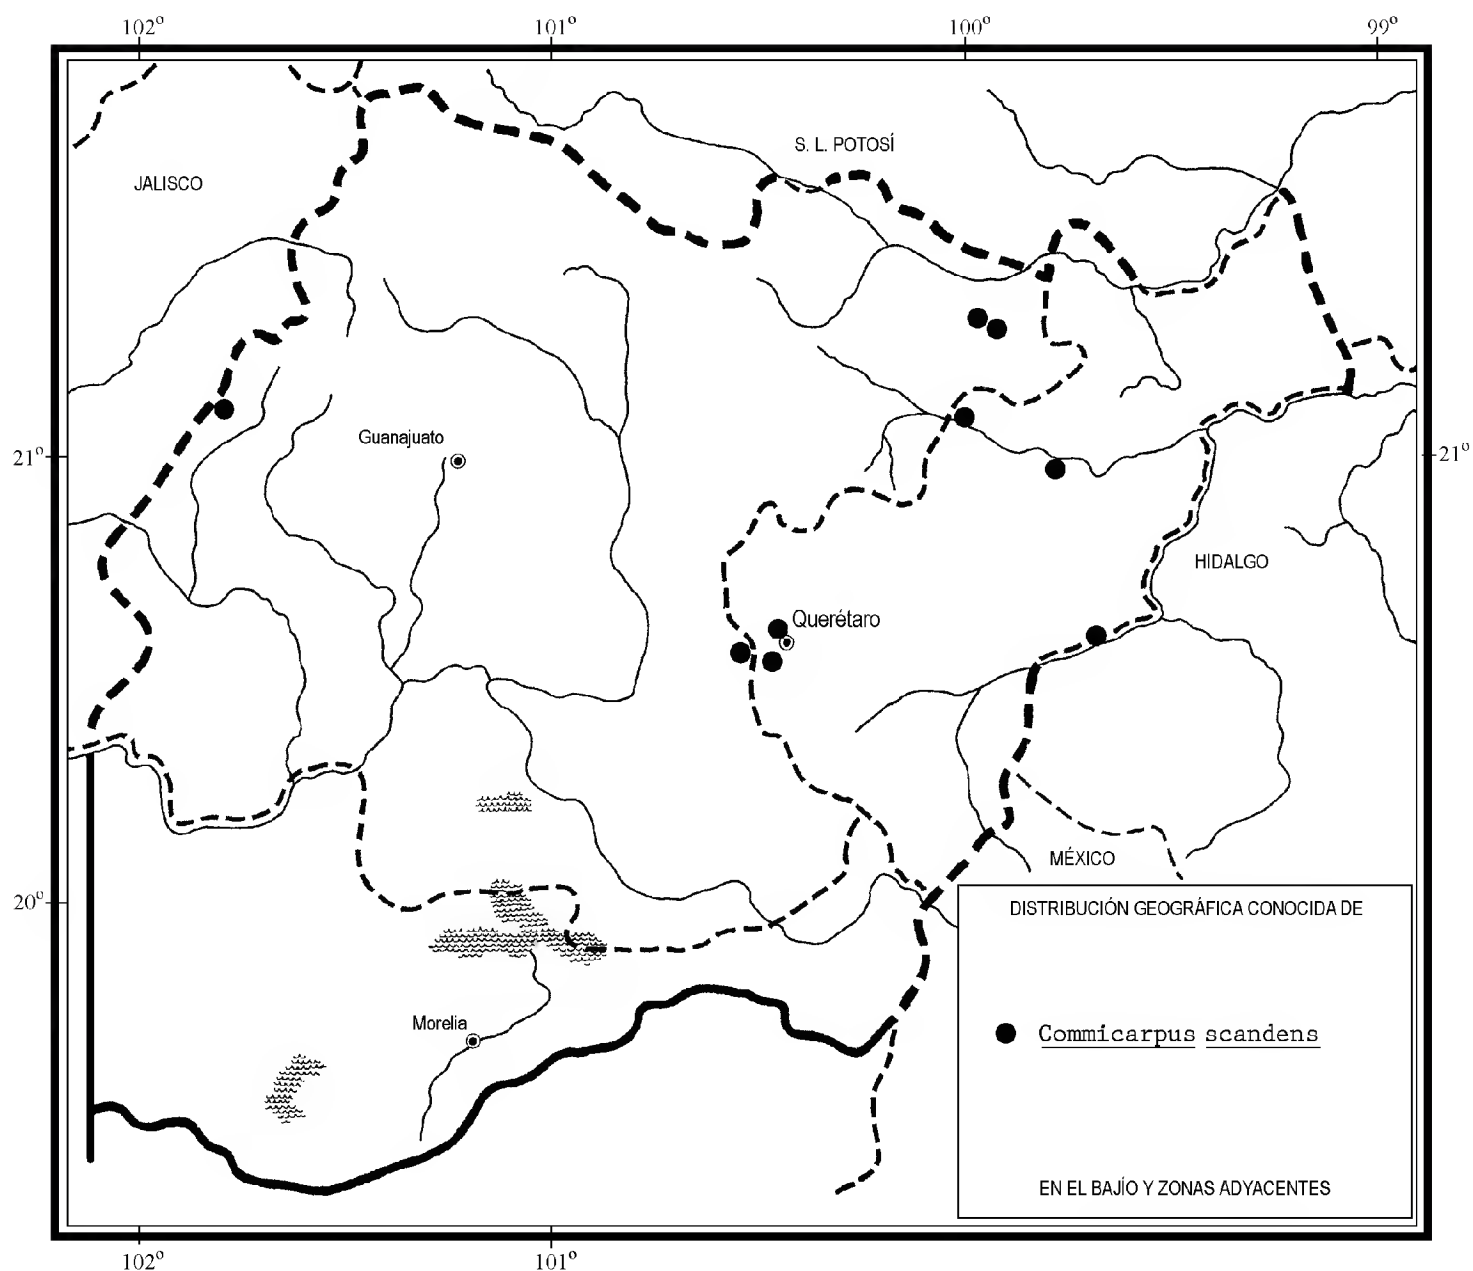 102° 101° 100° 99°
S. L. POTOSÍ
JALISCO
Guanajuato
21° 21°
HIDALGO
Querétaro
MÉXICO
20°
DISTRIBUCIÓN GEOGRÁFICA CONOCIDA DE
Morelia
Commicarpus scandens
EN EL BAJÍO Y ZONAS ADYACENTES
102° 101°